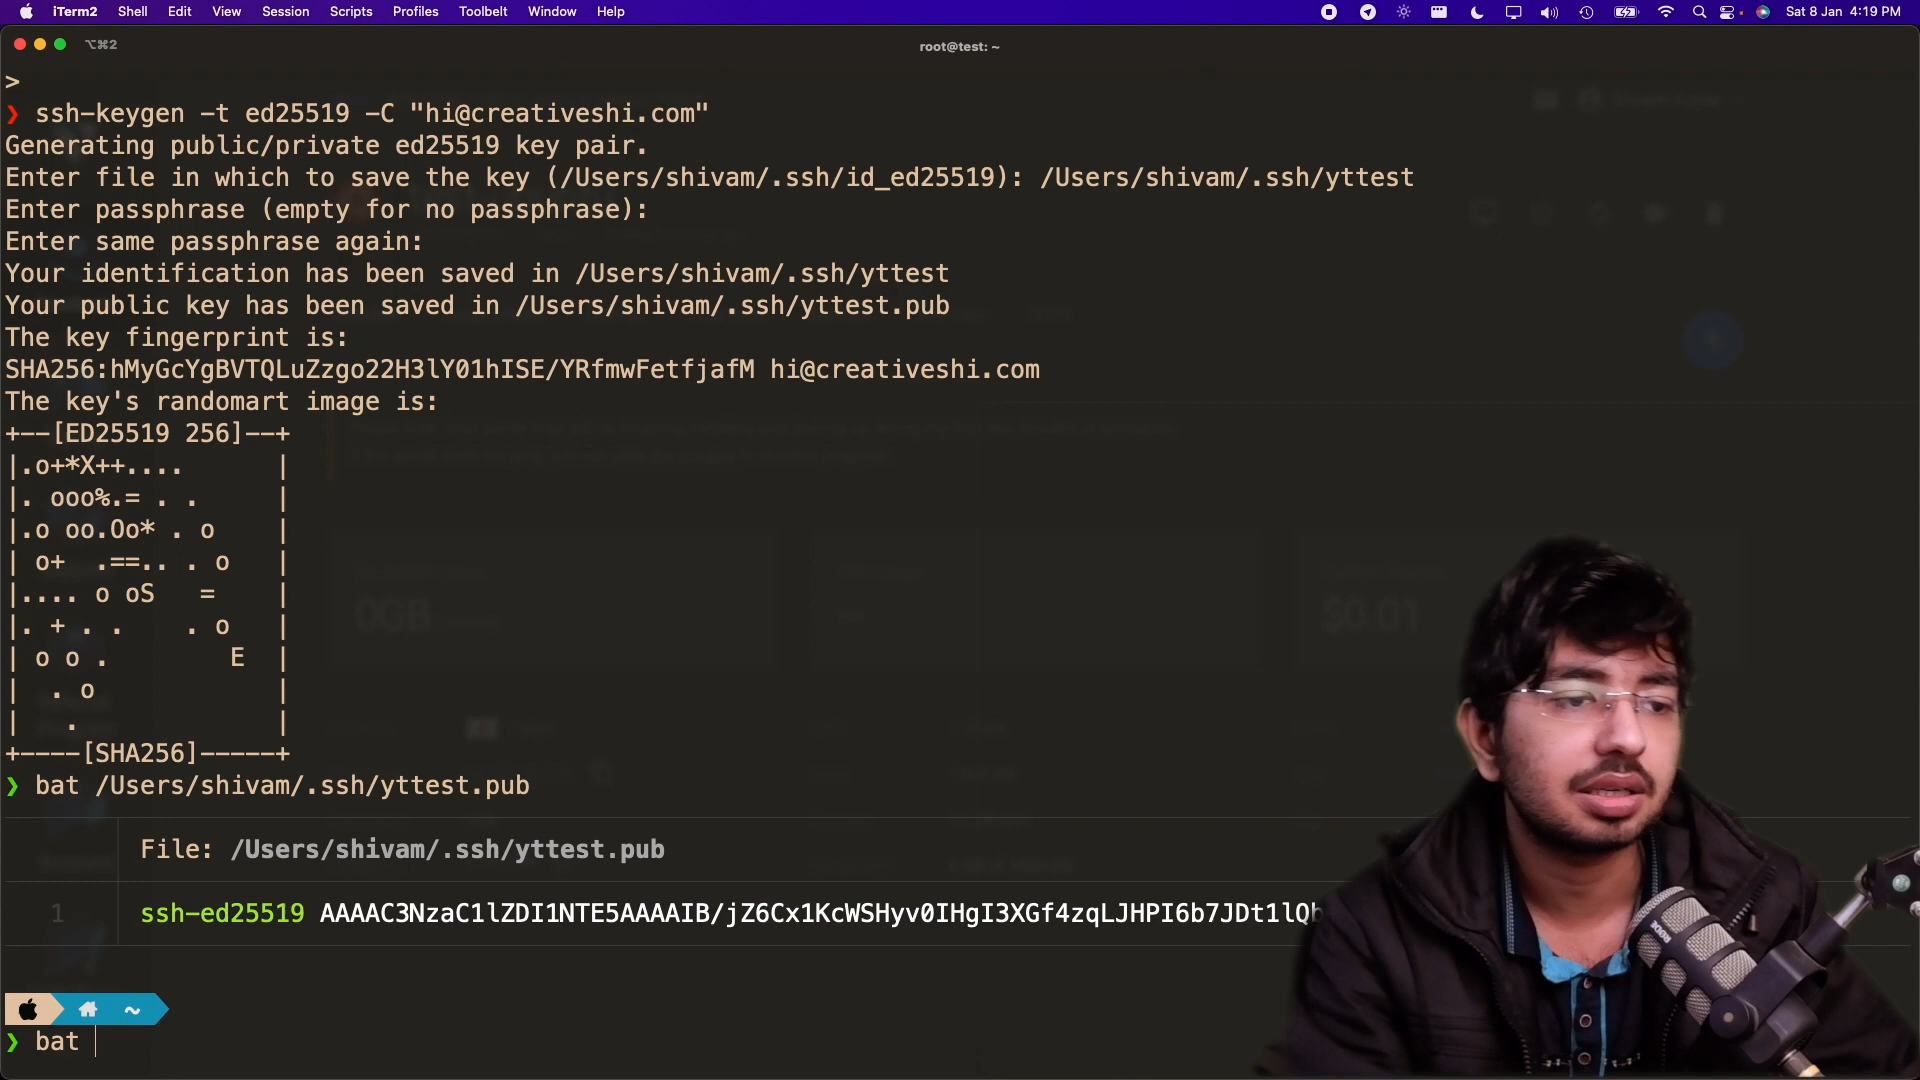 iTerm2 Shell Edit View Session Scripts Profiles Toolbelt Window Help Sat 8 Jan 4:19 PM
⌥⌘2 root@test: ~
>
❯ ssh-keygen -t ed25519 -C "hi@creativeshi.com"
Generating public/private ed25519 key pair.
Enter file in which to save the key (/Users/shivam/.ssh/id_ed25519): /Users/shivam/.ssh/yttest
Enter passphrase (empty for no passphrase):
Enter same passphrase again:
Your identification has been saved in /Users/shivam/.ssh/yttest
Your public key has been saved in /Users/shivam/.ssh/yttest.pub
The key fingerprint is:
SHA256:hMyGcYgBVTQLuZzgo22H3lY01hISE/YRfmwFetfjafM hi@creativeshi.com
The key's randomart image is:
+--[ED25519 256]--+
|.o+*X++....      |
|. ooo%.= . .     |
|.o oo.Oo* . o    |
| o+  .==.. . o   |
|.... o oS   =    |
|. + . .    . o   |
| o o .        E  |
|  . o            |
|   .             |
+----[SHA256]-----+
❯ bat /Users/shivam/.ssh/yttest.pub
File: /Users/shivam/.ssh/yttest.pub
1 ssh-ed25519 AAAAC3NzaC1lZDI1NTE5AAAAIB/jZ6Cx1KcWSHyv0IHgI3XGf4zqLJHPI6b7JDt1lQb
~
❯ bat
0GB
$0.01
RODE